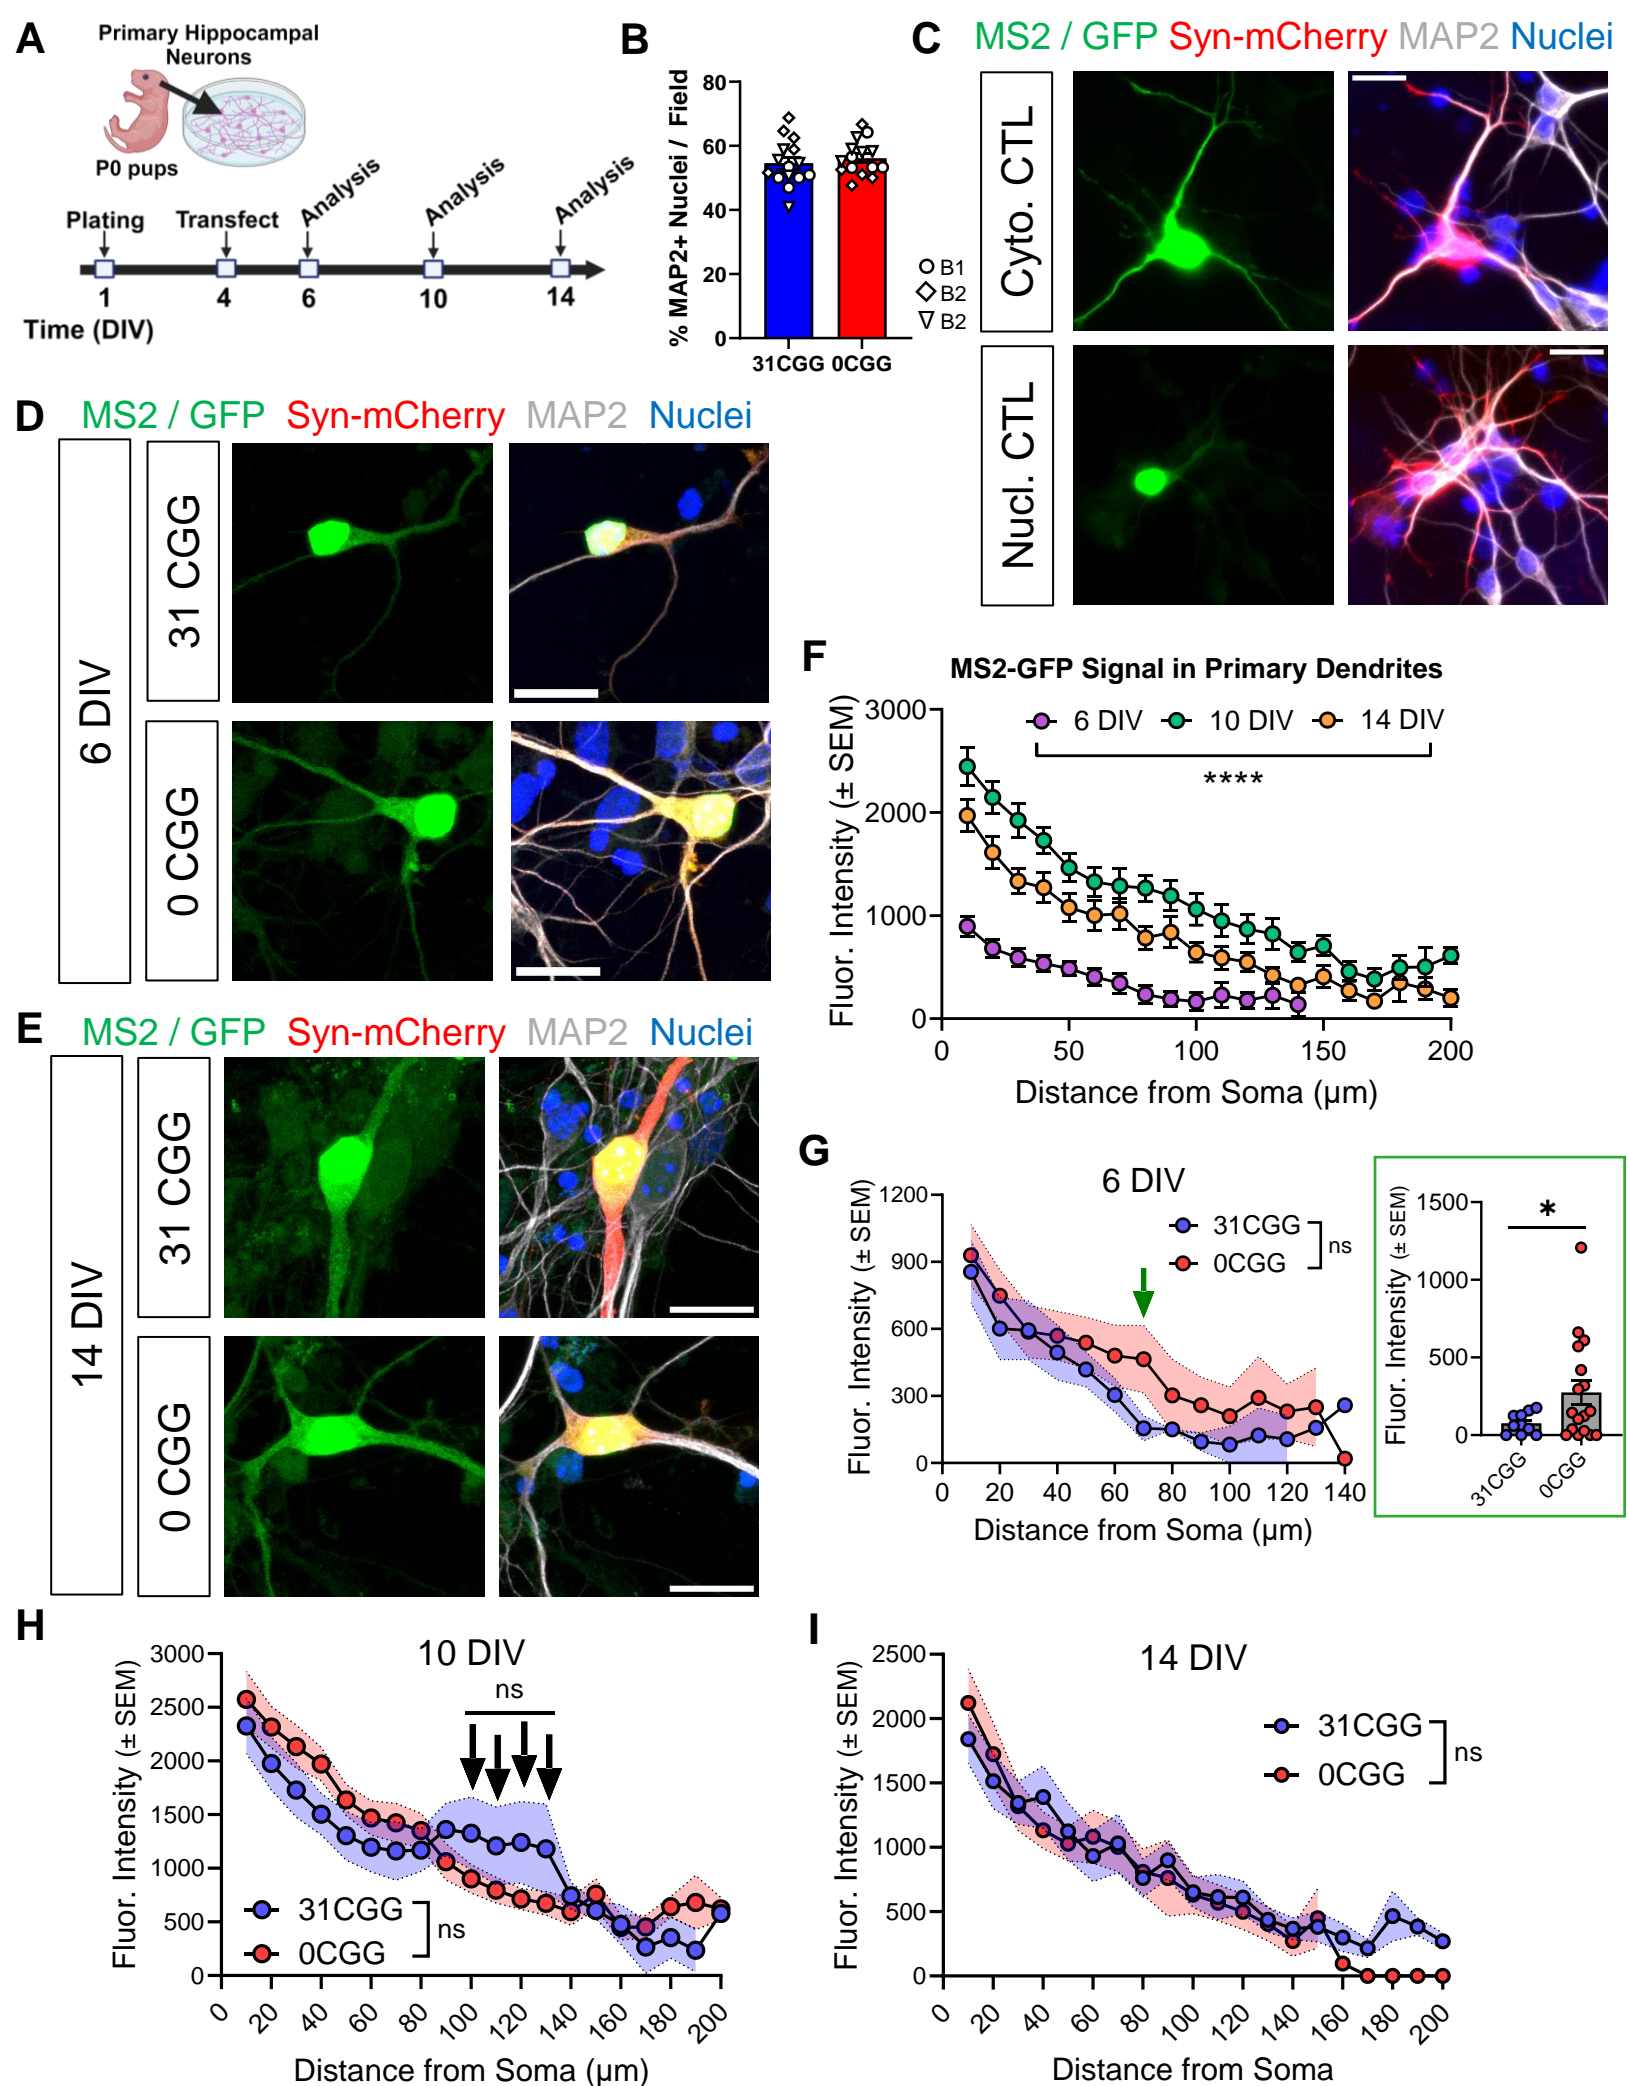 A
Primary Hippocampal
Neurons
P0 pups
Plating
Transfect
Analysis
Analysis
Analysis
1
4
6
10
14
Time (DIV)
B
% MAP2+ Nuclei / Field
80
60
40
20
0
31CGG 0CGG
B1
B2
B2
C
MS2 / GFP Syn-mCherry MAP2 Nuclei
Cyto. CTL
Nucl. CTL
D
MS2 / GFP Syn-mCherry MAP2 Nuclei
6 DIV
31 CGG
0 CGG
E
MS2 / GFP Syn-mCherry MAP2 Nuclei
14 DIV
31 CGG
0 CGG
F
MS2-GFP Signal in Primary Dendrites
6 DIV 10 DIV 14 DIV
****
Fluor. Intensity (± SEM)
3000
2000
1000
0
0 50 100 150 200
Distance from Soma (µm)
G
6 DIV
31CGG
0CGG
ns
Fluor. Intensity (± SEM)
1200
900
600
300
0
0 20 40 60 80 100 120 140
Distance from Soma (µm)
*
Fluor. Intensity (± SEM)
1500
1000
500
0
31CGG
0CGG
H
10 DIV
ns
31CGG
0CGG
ns
Fluor. Intensity (± SEM)
3000
2500
2000
1500
1000
500
0
0 20 40 60 80 100 120 140 160 180 200
Distance from Soma (µm)
I
14 DIV
31CGG
0CGG
ns
Fluor. Intensity (± SEM)
2500
2000
1500
1000
500
0
0 20 40 60 80 100 120 140 160 180 200
Distance from Soma